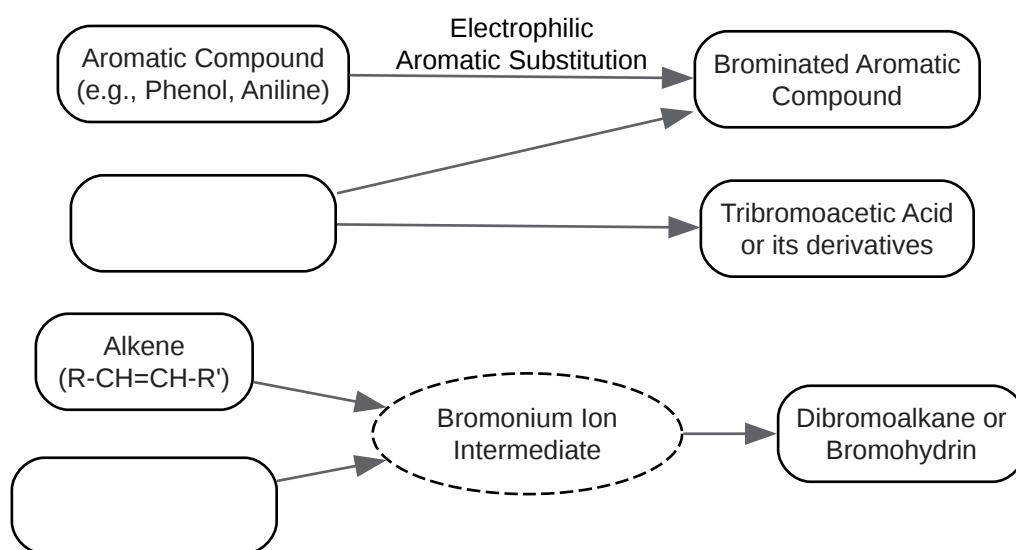 Electrophilic
Aromatic Substitution
Aromatic Compound
(e.g., Phenol, Aniline)
Brominated Aromatic
Compound
Tribromoacetic Acid
or its derivatives
Alkene
(R-CH=CH-R')
Bromonium Ion
Intermediate
Dibromoalkane or
Bromohydrin